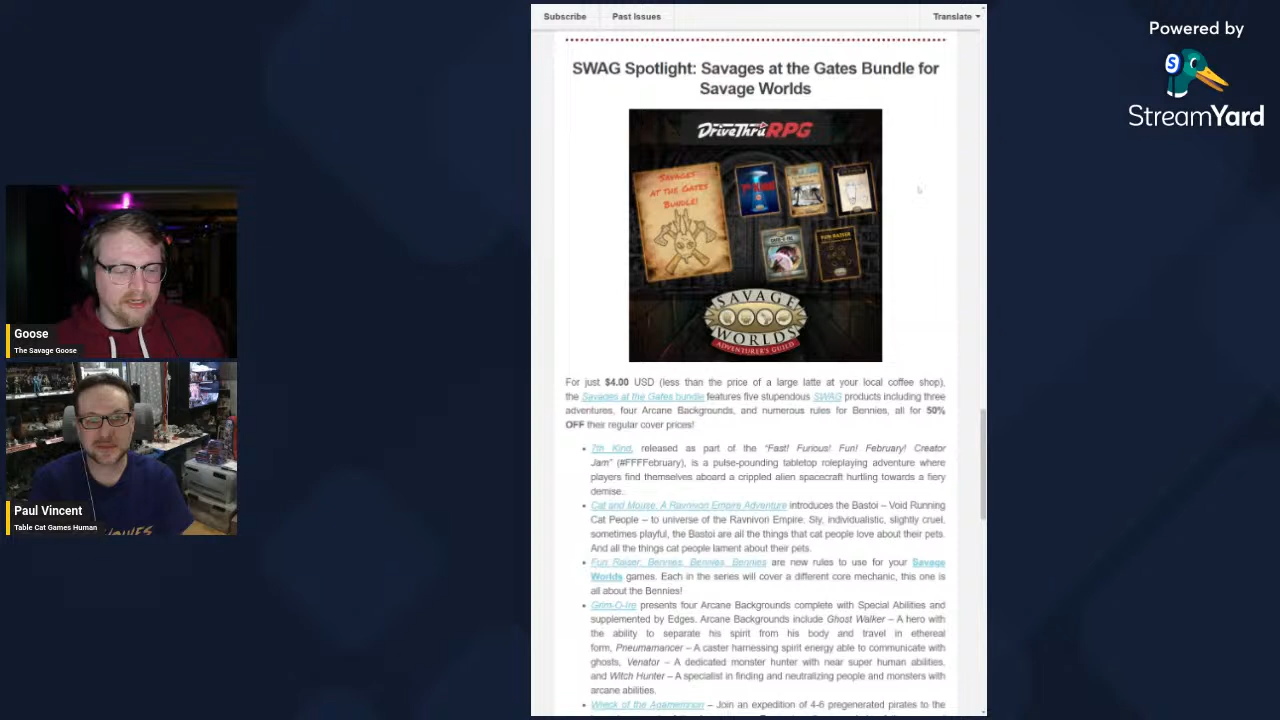 Subscribe
Past Issues
Translate
Powered by
StreamYard
SWAG Spotlight: Savages at the Gates Bundle for
Savage Worlds
DriveThruRPG
SAVAGES
AT THE GATES
BUNDLE!
FUN RAISER
SAVAGE
WORLDS
ADVENTURER'S GUILD
Goose
The Savage Goose
Paul Vincent
Table Cat Games Human
For just $4.00 USD (less than the price of a large latte at your local coffee shop),
the Savages at the Gates bundle features five stupendous SWAG products including three
adventures, four Arcane Backgrounds, and numerous rules for Bennies, all for 50%
OFF their regular cover prices!
7th Kind, released as part of the "Fast! Furious! Fun! February! Creator
Jam" (#FFFFebruary), is a pulse-pounding tabletop roleplaying adventure where
players find themselves aboard a crippled alien spacecraft hurtling towards a fiery
demise..
Cat and Mouse: A Ravnivon Empire Adventure introduces the Bastoi – Void Running
Cat People – to universe of the Ravnivon Empire. Sly, individualistic, slightly cruel,
sometimes playful, the Bastoi are all the things that cat people love about their pets.
And all the things cat people lament about their pets.
Fun Raiser: Bennies, Bennies, Bennies are new rules to use for your Savage
Worlds games. Each in the series will cover a different core mechanic, this one is
all about the Bennies!
Grim-O-Ire presents four Arcane Backgrounds complete with Special Abilities and
supplemented by Edges. Arcane Backgrounds include Ghost Walker – A hero with
the ability to separate his spirit from his body and travel in ethereal
form, Pneumamancer – A caster harnessing spirit energy able to communicate with
ghosts, Venator – A dedicated monster hunter with near super human abilities,
and Witch Hunter – A specialist in finding and neutralizing people and monsters with
arcane abilities.
Wreck of the Agamemnon – Join an expedition of 4-6 pregenerated pirates to the